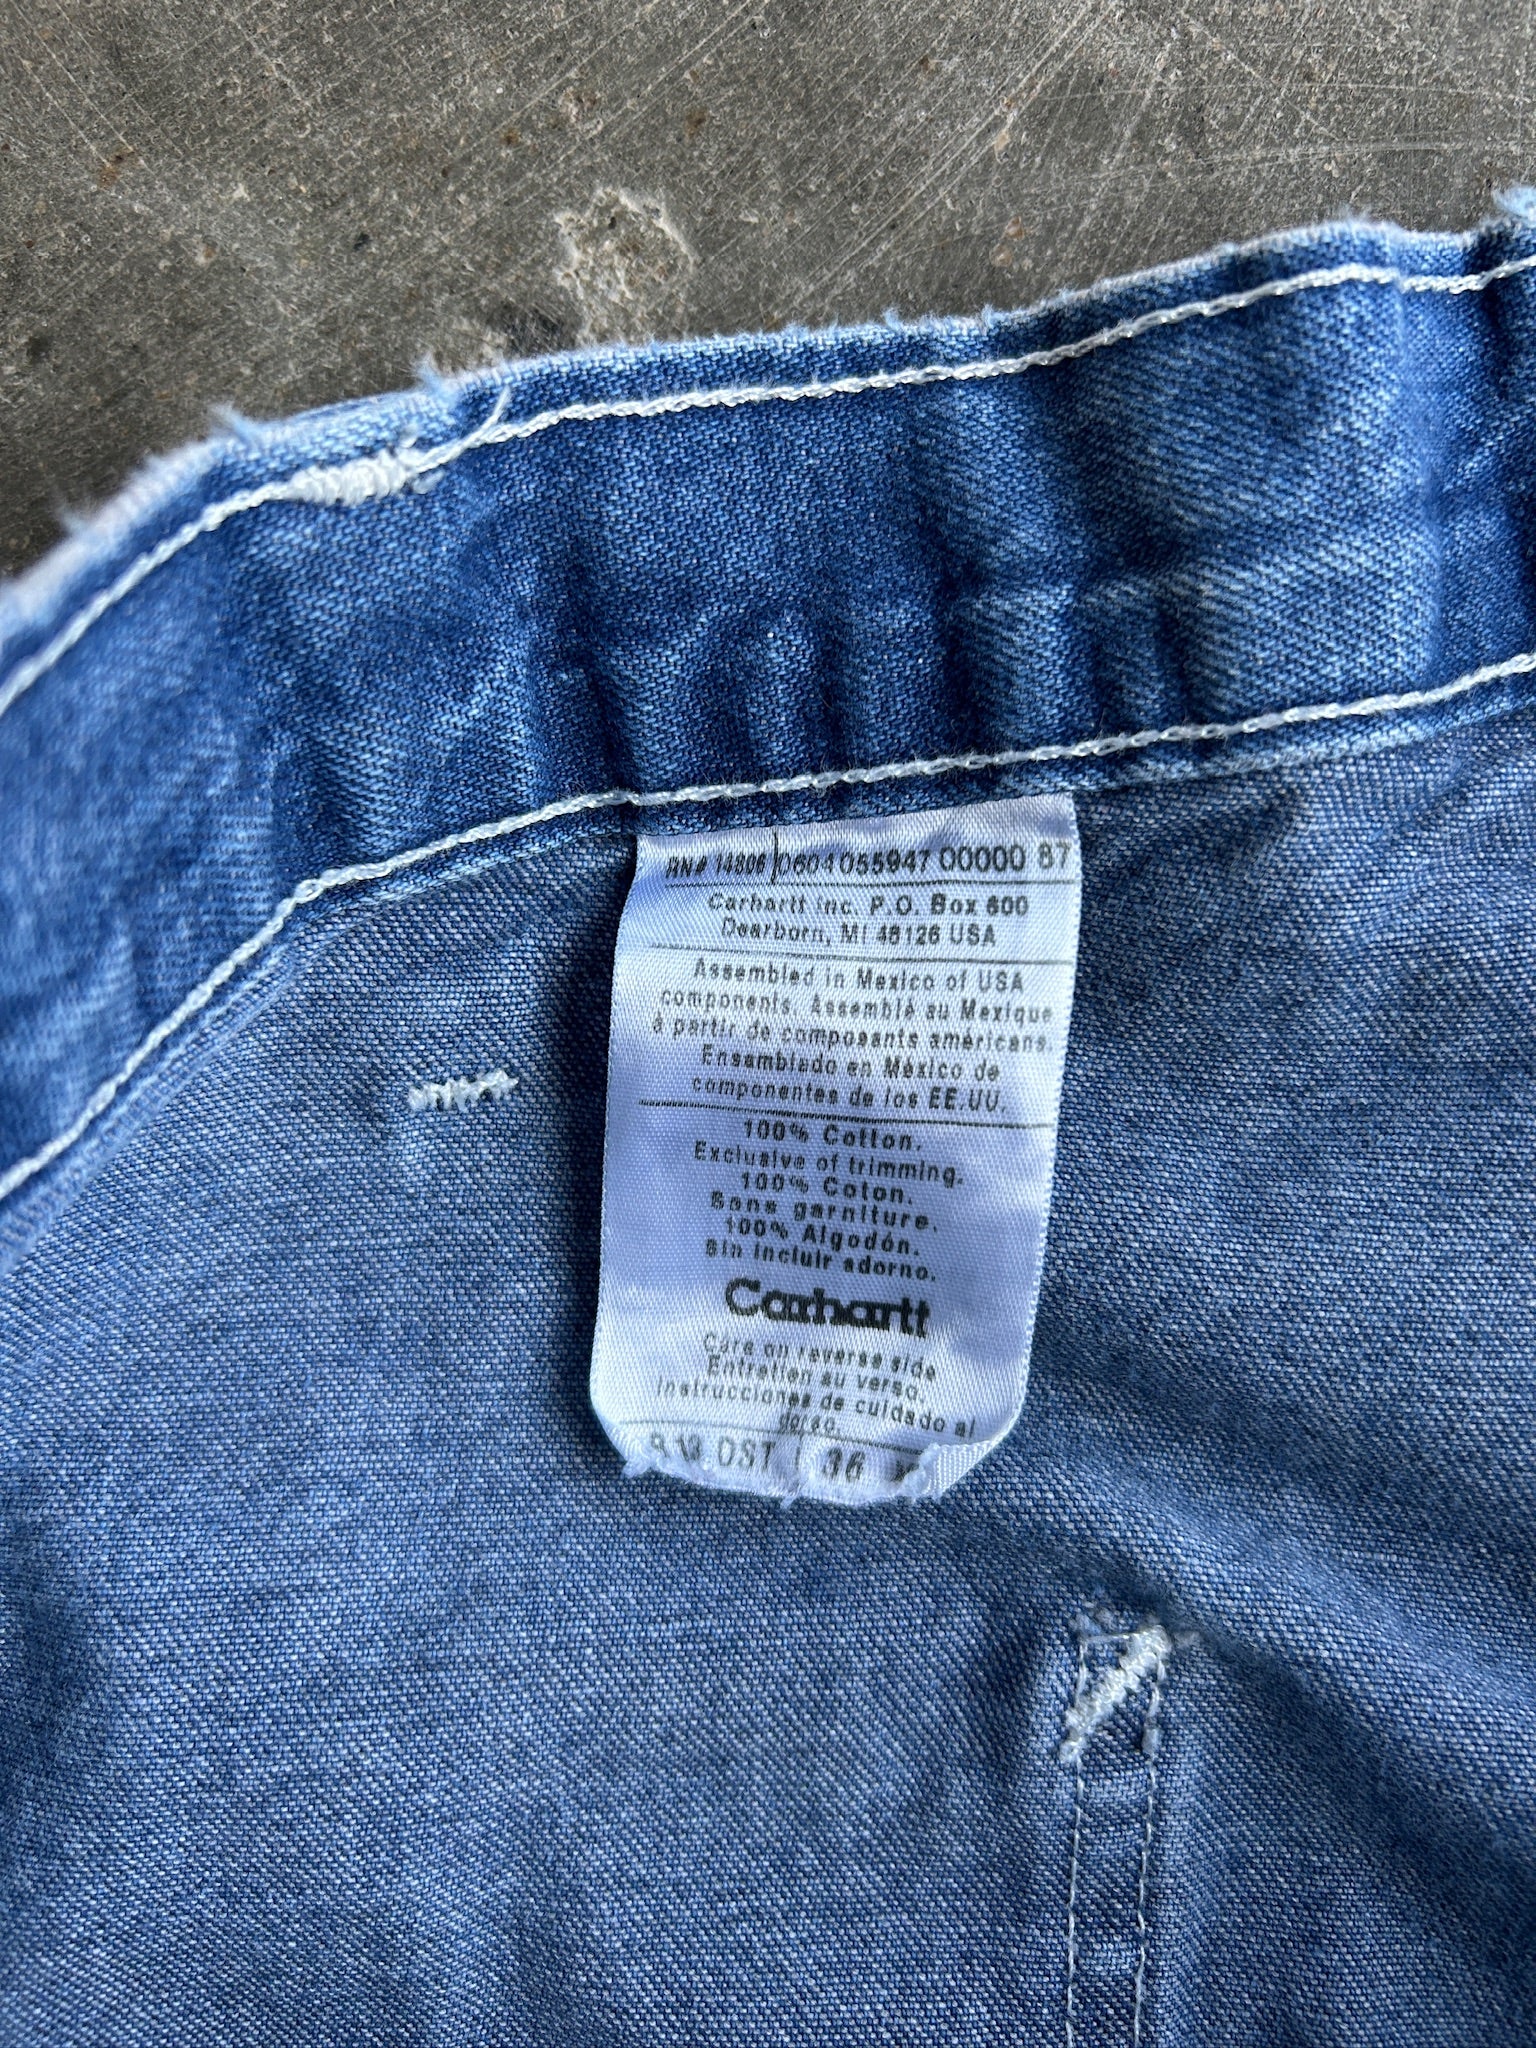 RN# 14806 0604055947 00000 87
Carhartt Inc. P.O. Box 600
Dearborn, MI 48126 USA
Assembled in Mexico of USA
components. Assemblé au Mexique
à partir de composants américans.
Ensamblado en México de
componentes de los EE.UU.
100% Cotton.
Exclusive of trimming.
100% Coton.
Sans garniture.
100% Algodón.
Sin incluir adorno.
Carhartt
Care on reverse side
Entretien au verso.
Instrucciones de cuidado al
dorso.
DST 36 X